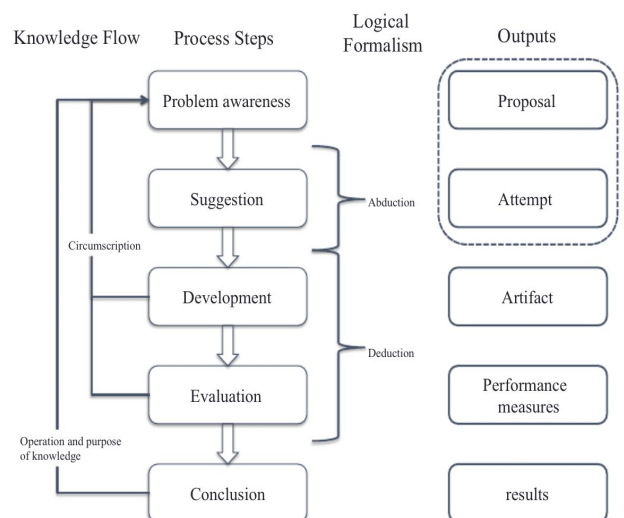 Knowledge Flow
Process Steps
Logical
Formalism
Outputs
Problem awareness
Proposal
Suggestion
Abduction
Attempt
Circumscription
Development
Artifact
Deduction
Evaluation
Performance
measures
Operation and purpose
of knowledge
Conclusion
results